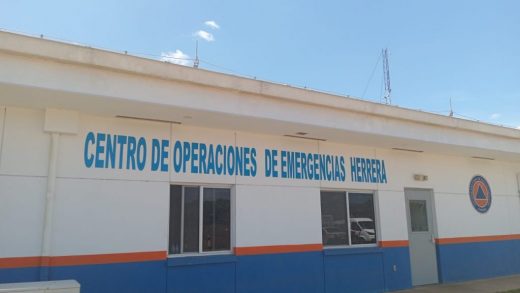 CENTRO DE OPERACIONES DE EMERGENCIAS HERRERA